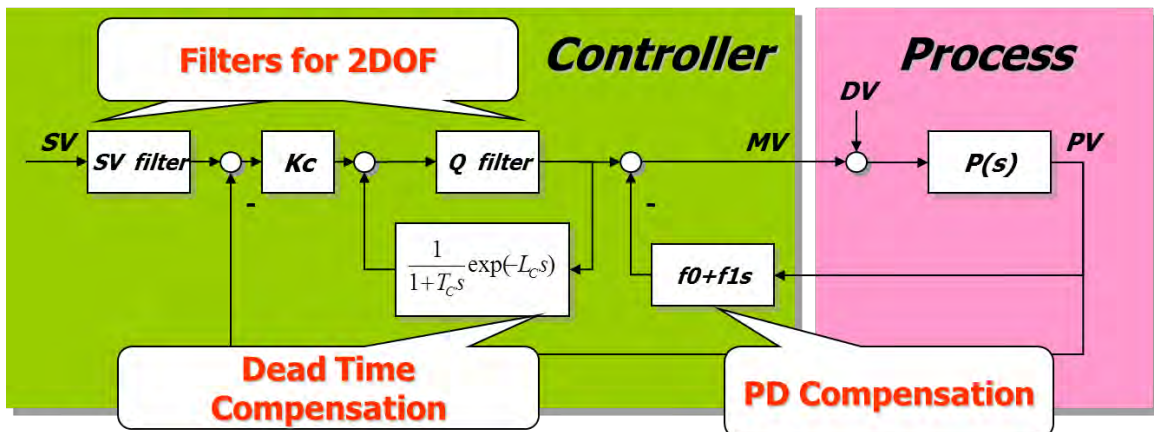 Filters for 2DOF
Controller
Process
SV
SV filter
-
Kc
Q filter
-
MV
DV
P(s)
PV
1
1+T_C s
exp(-L_C s)
f0+f1s
Dead Time
Compensation
PD Compensation